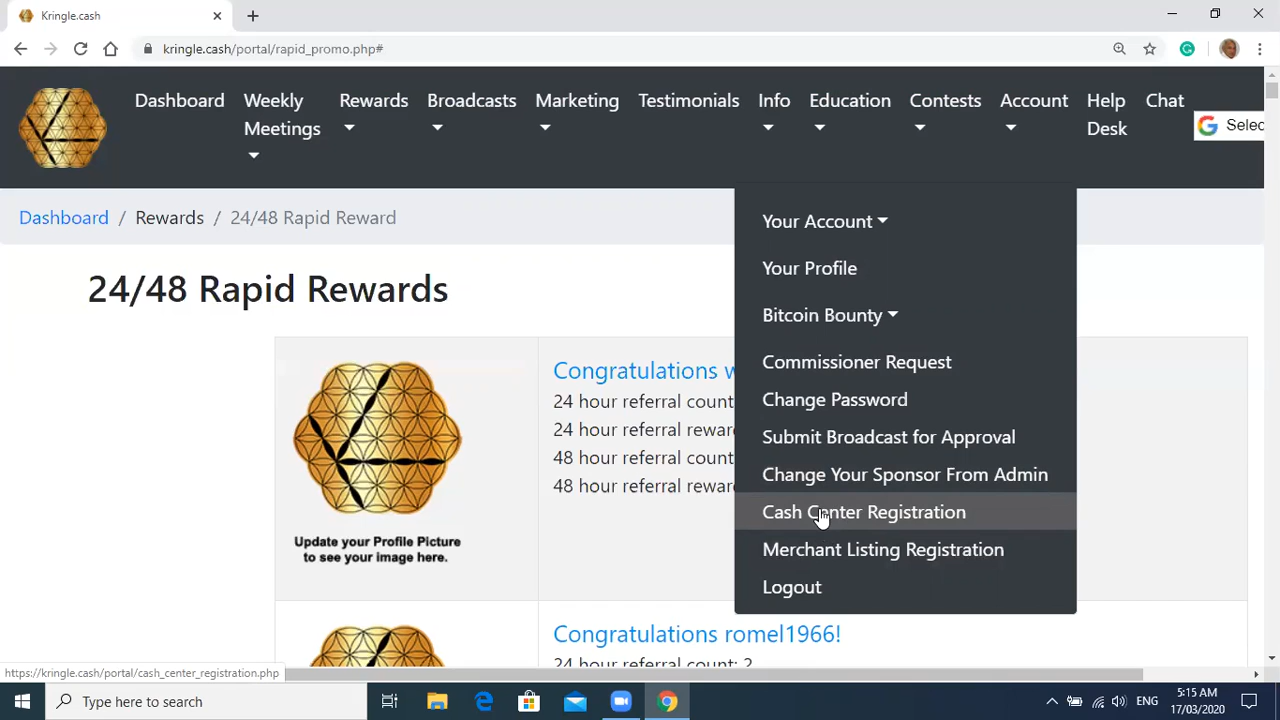 Kringle.cash
kringle.cash/portal/rapid_promo.php#
Dashboard
Weekly
Meetings
Rewards
Broadcasts
Marketing
Testimonials
Info
Education
Contests
Account
Help
Desk
Chat
G Selec
Dashboard / Rewards / 24/48 Rapid Reward
24/48 Rapid Rewards
Update your Profile Picture
to see your image here.
Congratulations w
24 hour referral count
24 hour referral rewar
48 hour referral count
48 hour referral rewar
Congratulations romel1966!
24 hour referral count: 2
Your Account
Your Profile
Bitcoin Bounty
Commissioner Request
Change Password
Submit Broadcast for Approval
Change Your Sponsor From Admin
Cash Center Registration
Merchant Listing Registration
Logout
https://kringle.cash/portal/cash_center_registration.php
Type here to search
ENG
5:15 AM
17/03/2020